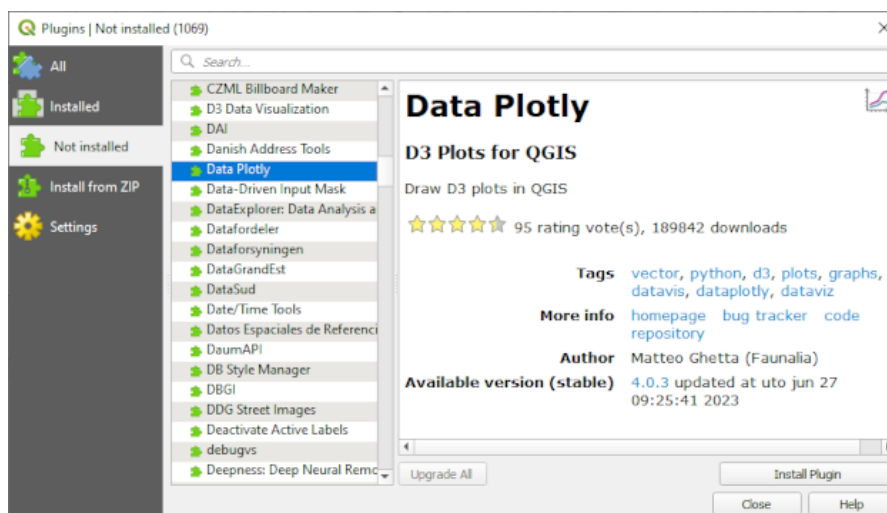 Plugins | Not installed (1069)
All
Installed
Not installed
Install from ZIP
Settings
Search...
CZML Billboard Maker
D3 Data Visualization
DAI
Danish Address Tools
Data Plotly
Data-Driven Input Mask
DataExplorer: Data Analysis a
Datafordeler
Dataforsyningen
DataGrandEst
DataSud
Date/Time Tools
Datos Espaciales de Referenci
DaumAPI
DB Style Manager
DBGI
DDG Street Images
Deactivate Active Labels
debugvs
Deepness: Deep Neural Remo
Data Plotly
D3 Plots for QGIS
Draw D3 plots in QGIS
95 rating vote(s), 189842 downloads
Tags vector, python, d3, plots, graphs,
datavis, dataplotly, dataviz
More info homepage bug tracker code
repository
Author Matteo Ghetta (Faunalia)
Available version (stable) 4.0.3 updated at uto jun 27
09:25:41 2023
Upgrade All
Install Plugin
Close
Help